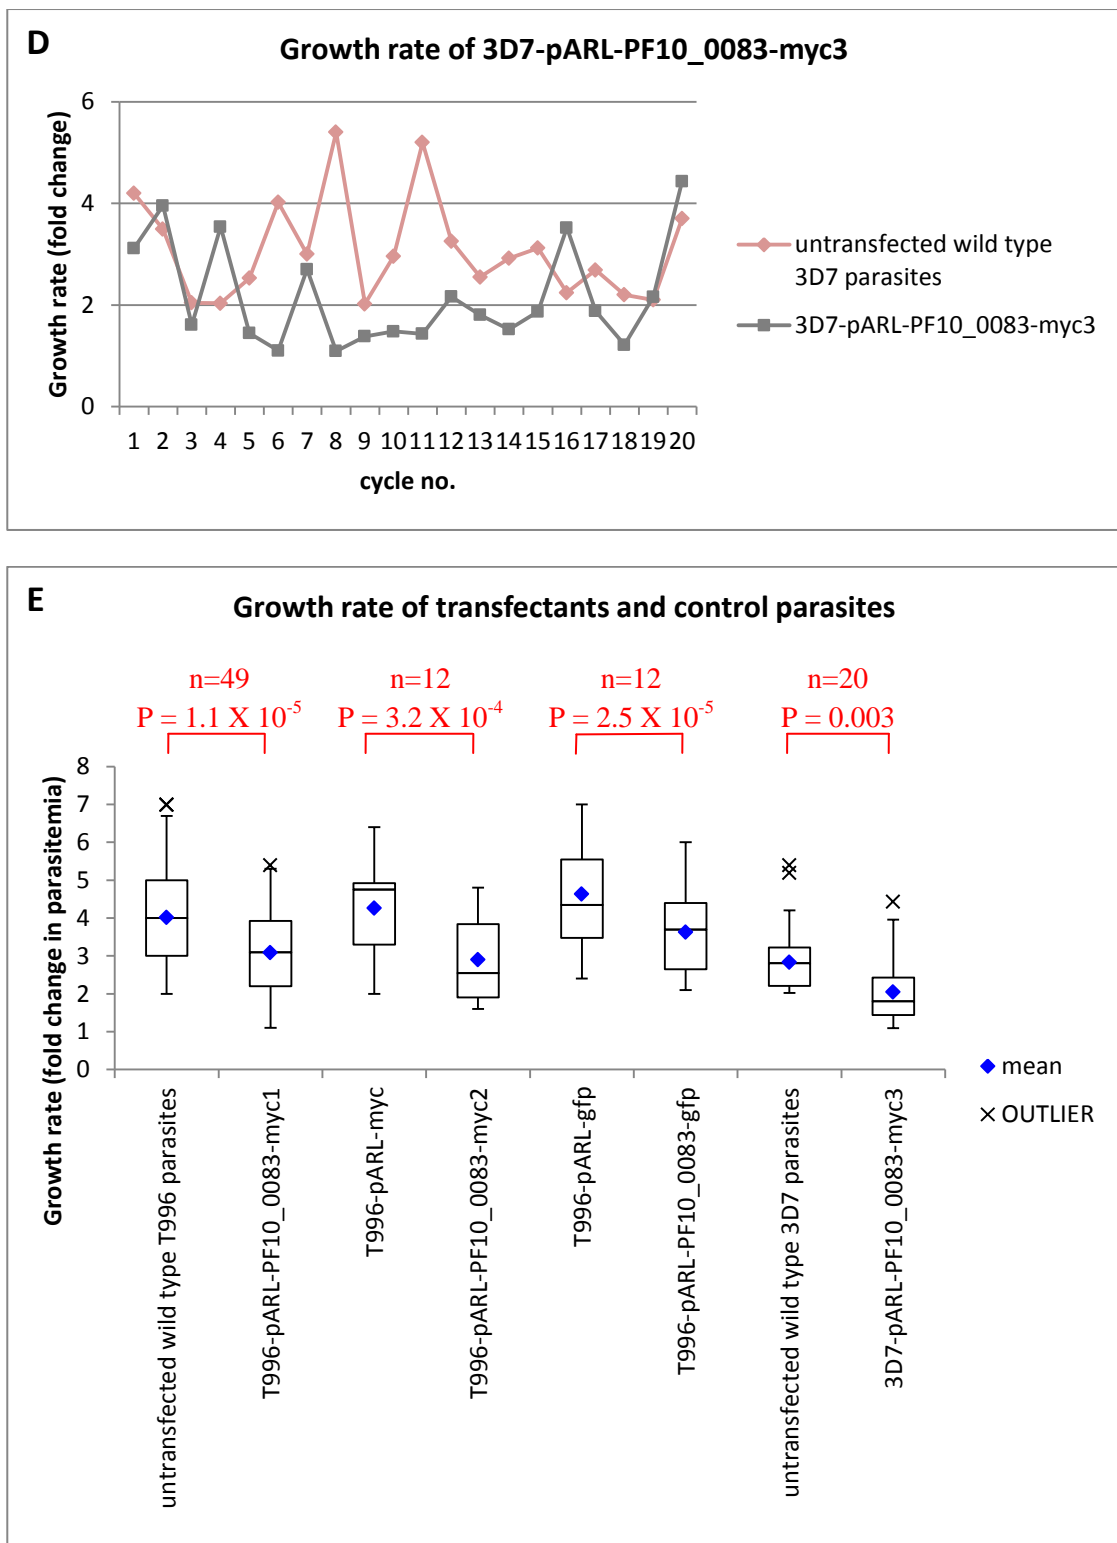 D
Growth rate of 3D7-pARL-PF10_0083-myc3
Growth rate (fold change)
6
4
2
0
1 2 3 4 5 6 7 8 9 10 11 12 13 14 15 16 17 18 19 20
cycle no.
untransfected wild type
3D7 parasites
3D7-pARL-PF10_0083-myc3
E
Growth rate of transfectants and control parasites
n=49 n=12 n=12 n=20
P = 1.1 X 10⁻⁵ P = 3.2 X 10⁻⁴ P = 2.5 X 10⁻⁵ P = 0.003
Growth rate (fold change in parasitemia)
8
7
6
5
4
3
2
1
0
untransfected wild type T996 parasites
T996-pARL-PF10_0083-myc1
T996-pARL-myc
T996-pARL-PF10_0083-myc2
T996-pARL-gfp
T996-pARL-PF10_0083-gfp
untransfected wild type 3D7 parasites
3D7-pARL-PF10_0083-myc3
mean
OUTLIER